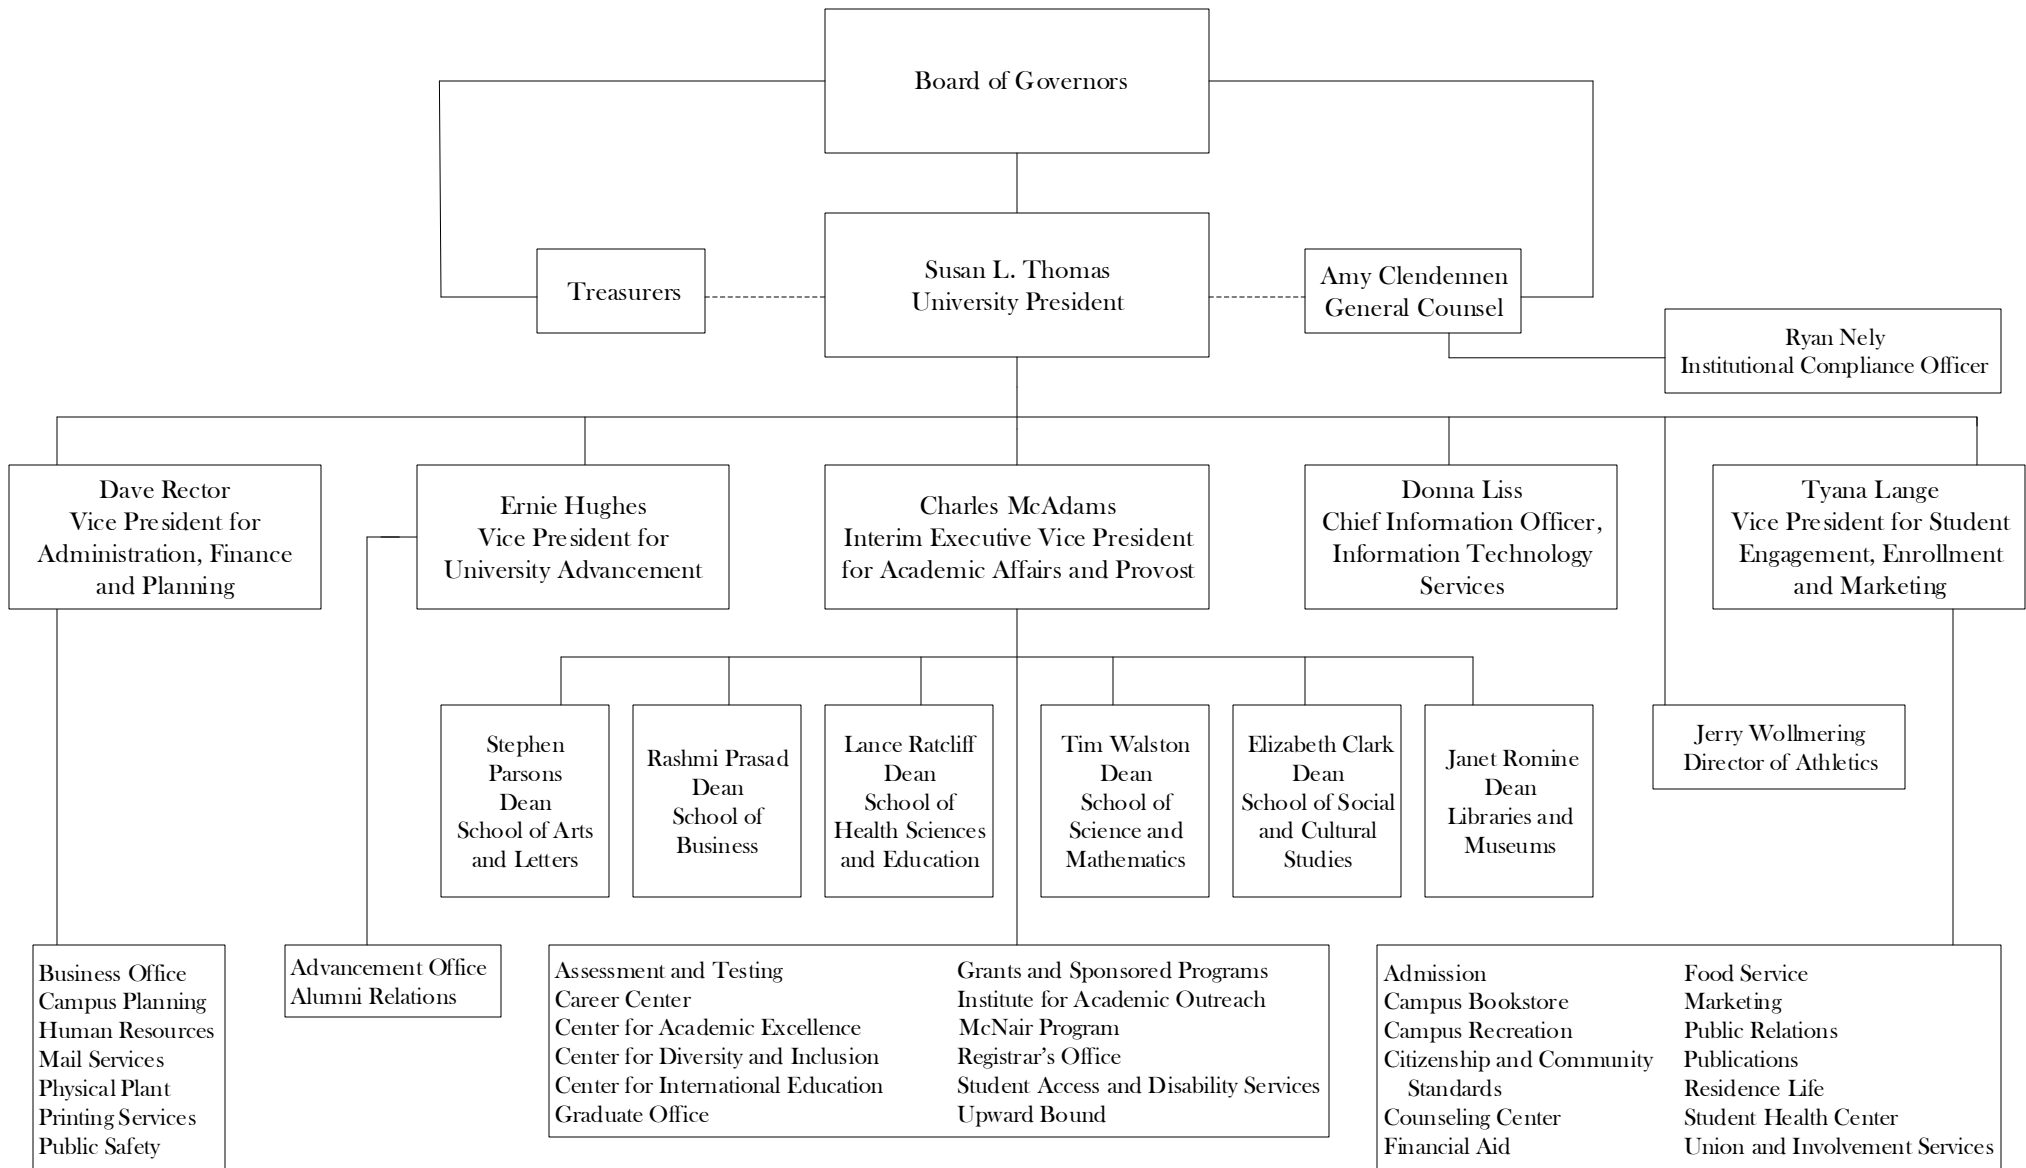 Board of Governors
Treasurers
Susan L. Thomas
University President
Amy Clendennen
General Counsel
Ryan Nely
Institutional Compliance Officer
Dave Rector
Vice President for
Administration, Finance
and Planning
Ernie Hughes
Vice President for
University Advancement
Charles McAdams
Interim Executive Vice President
for Academic Affairs and Provost
Donna Liss
Chief Information Officer,
Information Technology
Services
Tyana Lange
Vice President for Student
Engagement, Enrollment
and Marketing
Stephen
Parsons
Dean
School of Arts
and Letters
Rashmi Prasad
Dean
School of
Business
Lance Ratcliff
Dean
School of
Health Sciences
and Education
Tim Walston
Dean
School of
Science and
Mathematics
Elizabeth Clark
Dean
School of Social
and Cultural
Studies
Janet Romine
Dean
Libraries and
Museums
Jerry Wollmering
Director of Athletics
Business Office
Campus Planning
Human Resources
Mail Services
Physical Plant
Printing Services
Public Safety
Advancement Office
Alumni Relations
Assessment and Testing
Career Center
Center for Academic Excellence
Center for Diversity and Inclusion
Center for International Education
Graduate Office
Grants and Sponsored Programs
Institute for Academic Outreach
McNair Program
Registrar’s Office
Student Access and Disability Services
Upward Bound
Admission
Campus Bookstore
Campus Recreation
Citizenship and Community
Standards
Counseling Center
Financial Aid
Food Service
Marketing
Public Relations
Publications
Residence Life
Student Health Center
Union and Involvement Services